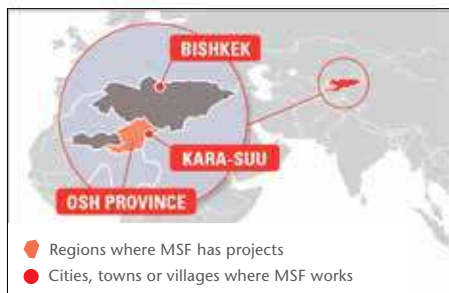 BISHKEK
KARA-SUU
OSH PROVINCE
Regions where MSF has projects
Cities, towns or villages where MSF works